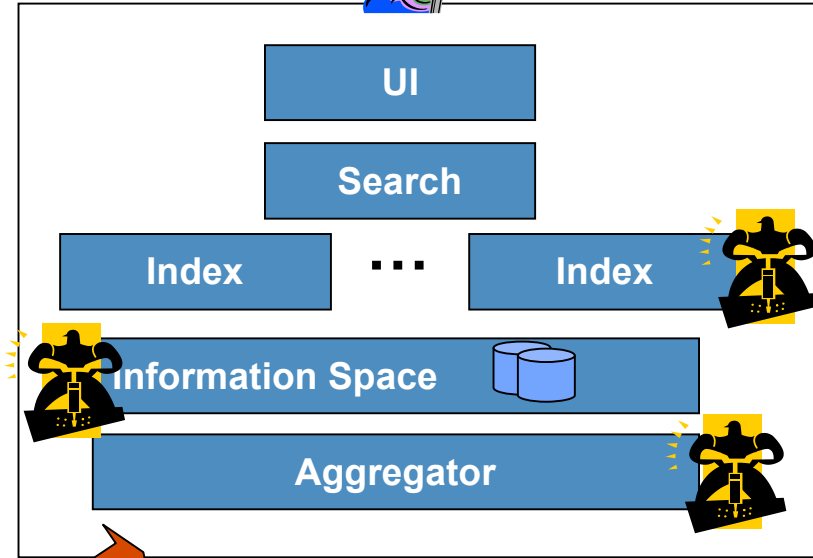 UI
Search
Index ... Index
Information Space
Aggregator